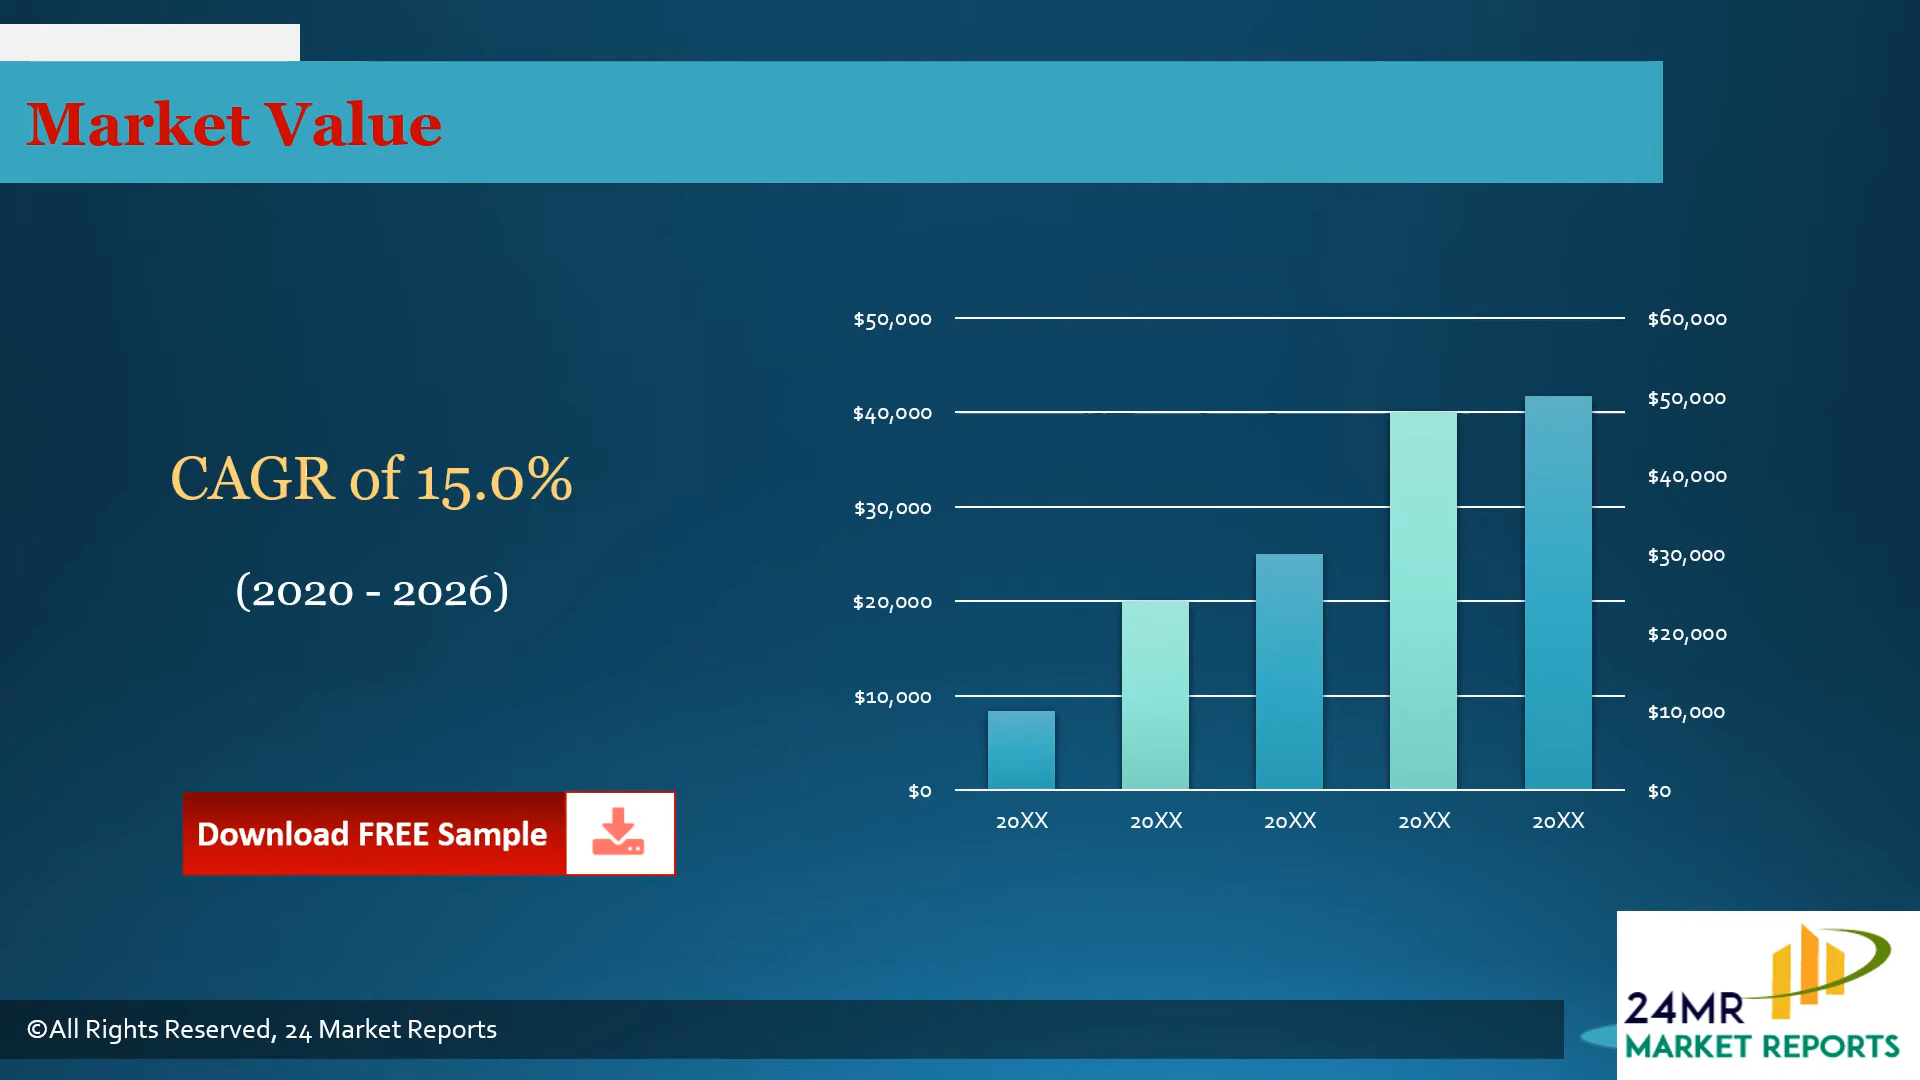 Market Value
CAGR of 15.0%
(2020 - 2026)
Download FREE Sample
$50,000
$40,000
$30,000
$20,000
$10,000
$0
$60,000
$50,000
$40,000
$30,000
$20,000
$10,000
$0
20XX 20XX 20XX 20XX 20XX
©All Rights Reserved, 24 Market Reports
24MR
MARKET REPORTS